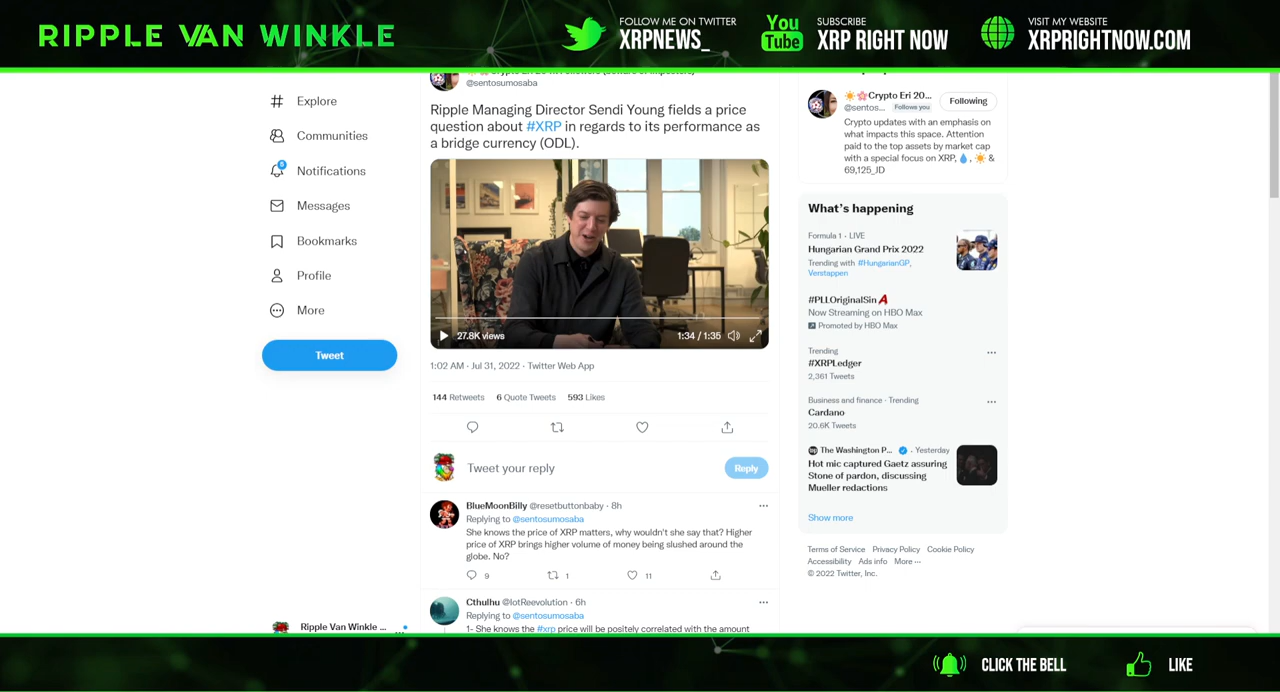 RIPPLE VAN WINKLE
FOLLOW ME ON TWITTER
XRPNEWS_
You
Tube
SUBSCRIBE
XRP RIGHT NOW
VISIT MY WEBSITE
XRPRIGHTNOW.COM
Explore
Communities
5
Notifications
Messages
Bookmarks
Profile
More
Tweet
Ripple Van Winkle ...
@sentosumosaba
Ripple Managing Director Sendi Young fields a price
question about #XRP in regards to its performance as
a bridge currency (ODL).
27.8K views
1:34 / 1:35
1:02 AM · Jul 31, 2022 · Twitter Web App
144 Retweets 6 Quote Tweets 593 Likes
Tweet your reply
Reply
BlueMoonBilly @resetbuttonbaby · 8h
Replying to @sentosumosaba
She knows the price of XRP matters, why wouldn't she say that? Higher
price of XRP brings higher volume of money being slushed around the
globe. No?
9 1 11
Cthulhu @IotReevolution · 6h
Replying to @sentosumosaba
1- She knows the #xrp price will be positely correlated with the amount
Crypto Eri 20...
@sentos... Follows you
Following
Crypto updates with an emphasis on
what impacts this space. Attention
paid to the top assets by market cap
with a special focus on XRP, 💧, ☀️ &
69,125_JD
What's happening
Formula 1 · LIVE
Hungarian Grand Prix 2022
Trending with #HungarianGP,
Verstappen
#PLLOriginalSin
Now Streaming on HBO Max
Promoted by HBO Max
Trending
#XRPLedger
2,361 Tweets
Business and finance · Trending
Cardano
20.6K Tweets
The Washington P... · Yesterday
Hot mic captured Gaetz assuring
Stone of pardon, discussing
Mueller redactions
Show more
Terms of Service Privacy Policy Cookie Policy
Accessibility Ads info More ···
© 2022 Twitter, Inc.
CLICK THE BELL
LIKE